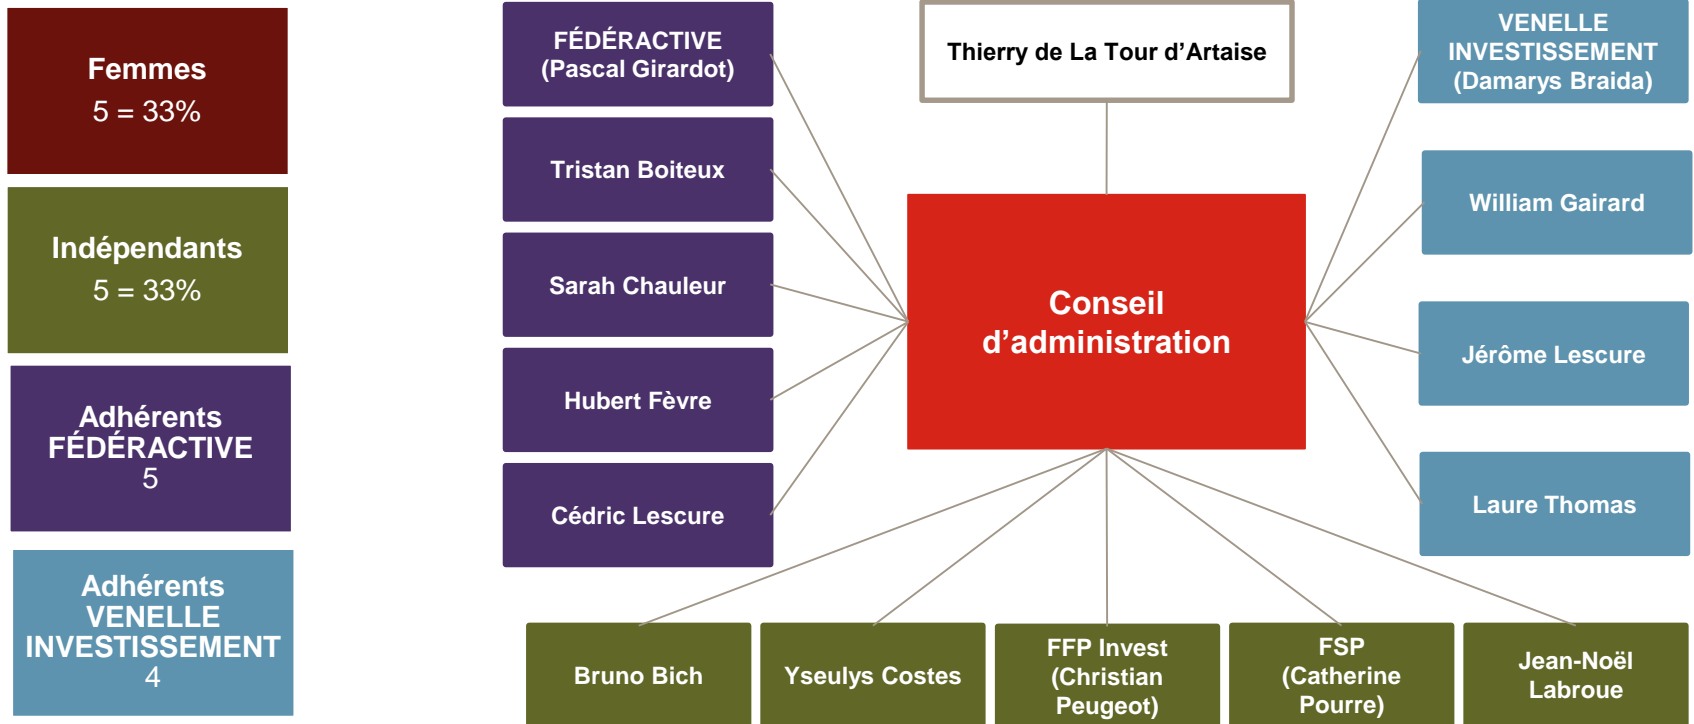 Femmes
5 = 33%
Indépendants
5 = 33%
Adhérents
FÉDÉRACTIVE
5
Adhérents
VENELLE
INVESTISSEMENT
4
FÉDÉRACTIVE
(Pascal Girardot)
Tristan Boiteux
Sarah Chauleur
Hubert Fèvre
Cédric Lescure
Thierry de La Tour d’Artaise
Conseil
d’administration
VENELLE
INVESTISSEMENT
(Damarys Braida)
William Gairard
Jérôme Lescure
Laure Thomas
Bruno Bich
Yseulys Costes
FFP Invest
(Christian
Peugeot)
FSP
(Catherine
Pourre)
Jean-Noël
Labroue